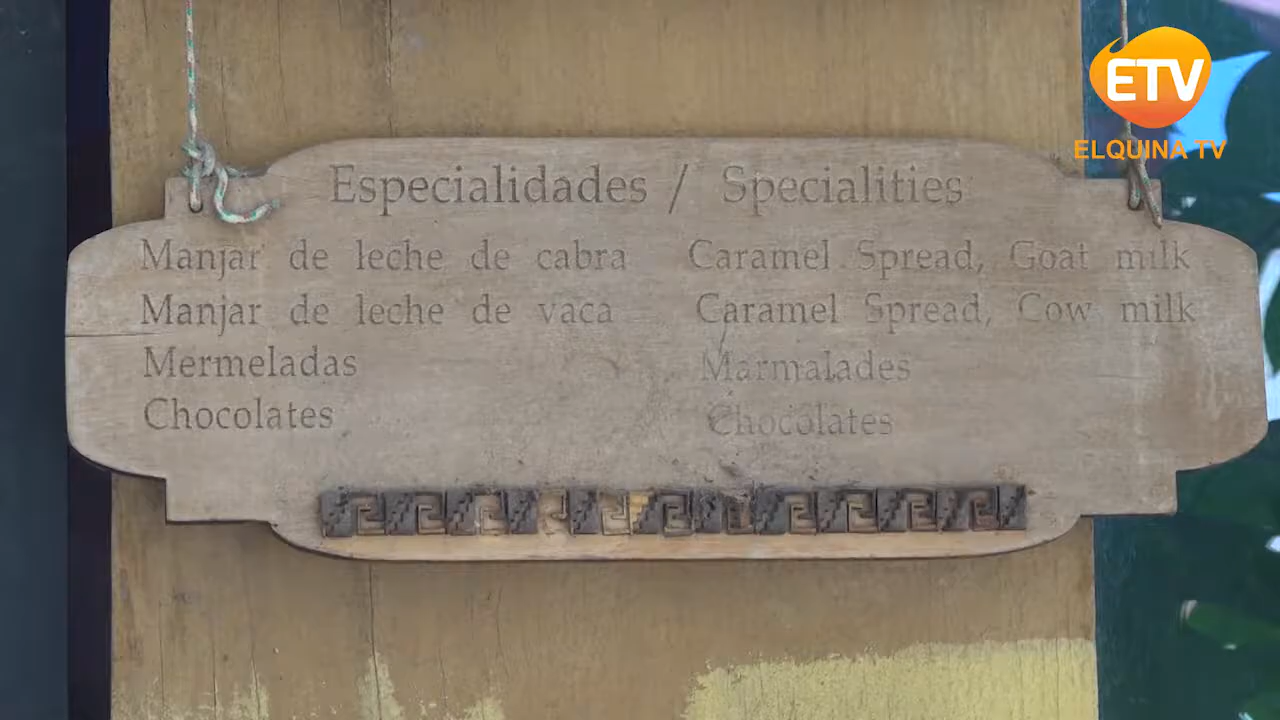 ETV
ELQUINA TV
Especialidades / Specialities
Manjar de leche de cabra Caramel Spread, Goat milk
Manjar de leche de vaca Caramel Spread, Cow milk
Mermeladas Marmalades
Chocolates Chocolates